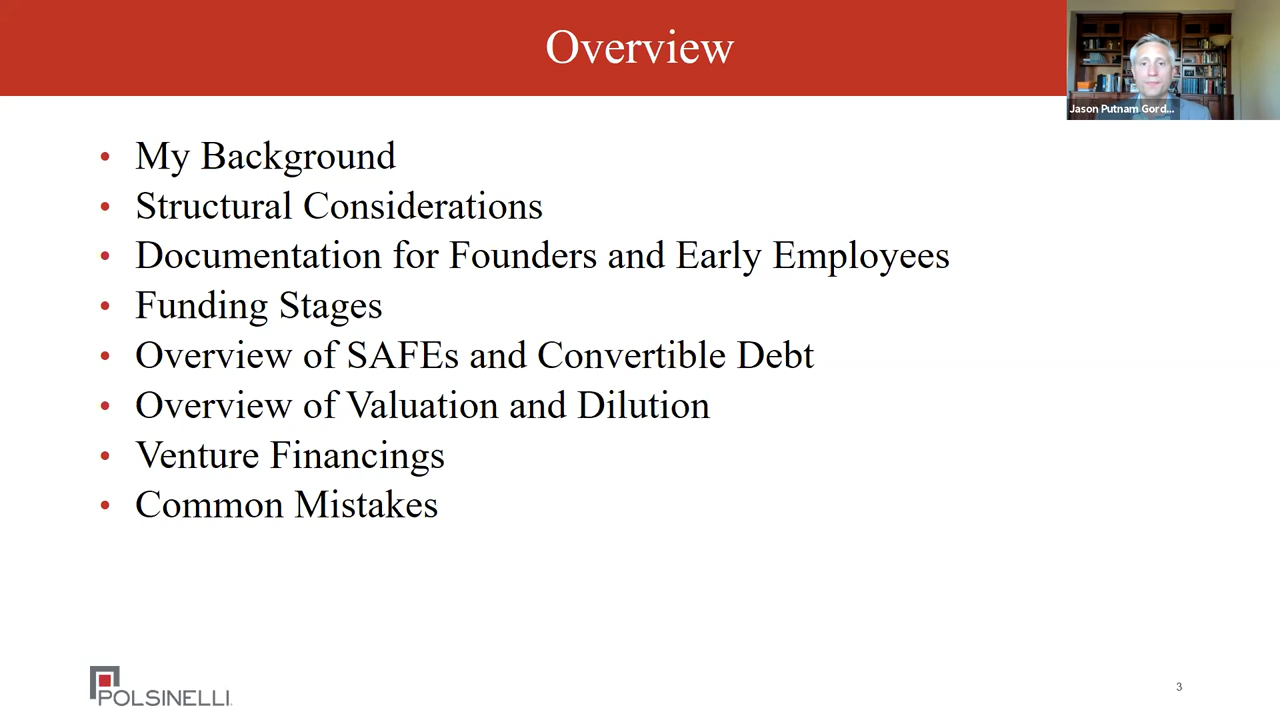 Overview
Jason Putnam Gord...
• My Background
• Structural Considerations
• Documentation for Founders and Early Employees
• Funding Stages
• Overview of SAFEs and Convertible Debt
• Overview of Valuation and Dilution
• Venture Financings
• Common Mistakes
POLSINELLI
3